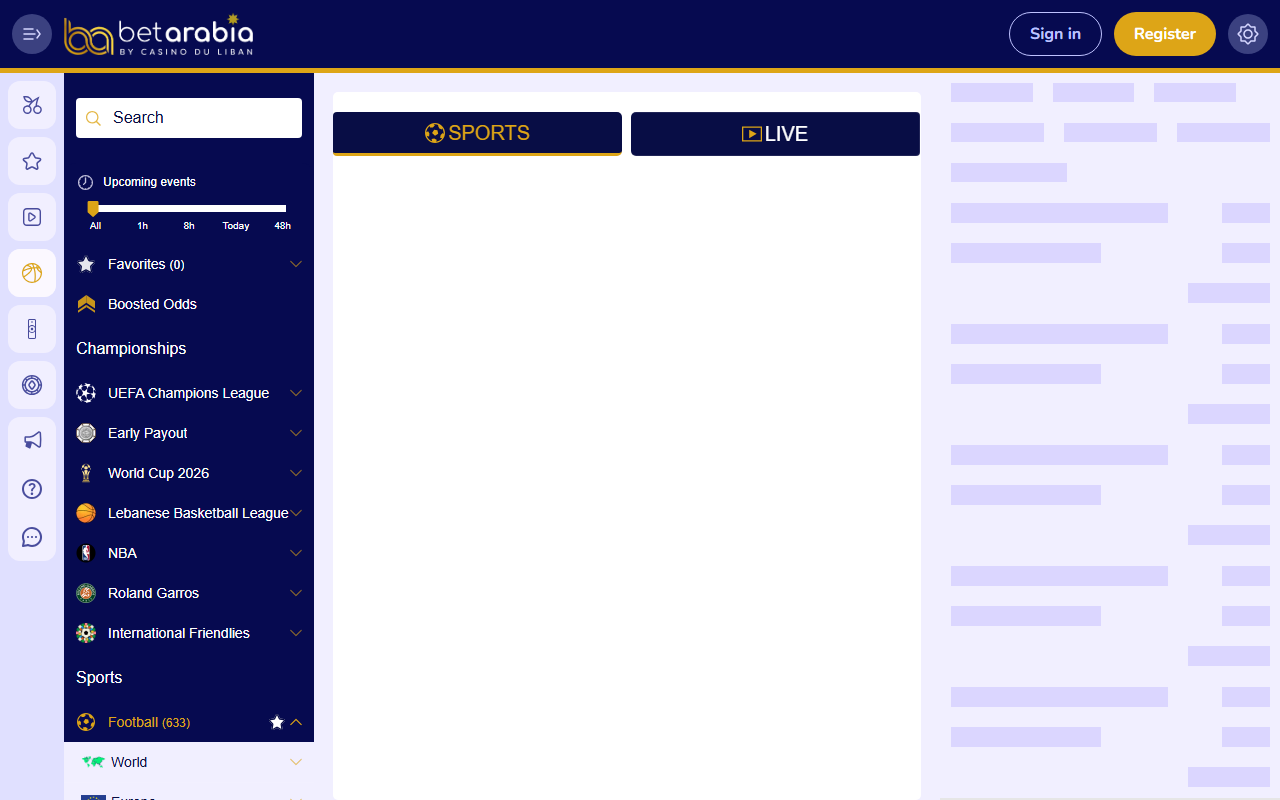 betarabia
BY CASINO DU LIBAN
Sign in
Register
Search
Upcoming events
All 1h 8h Today 48h
Favorites (0)
Boosted Odds
Championships
UEFA Champions League
Early Payout
World Cup 2026
Lebanese Basketball League
NBA
Roland Garros
International Friendlies
Sports
Football (633)
World
Europe
SPORTS
LIVE